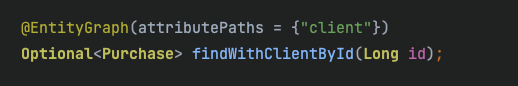 @EntityGraph(attributePaths = {"client"})
Optional<Purchase> findWithClientById(Long id);